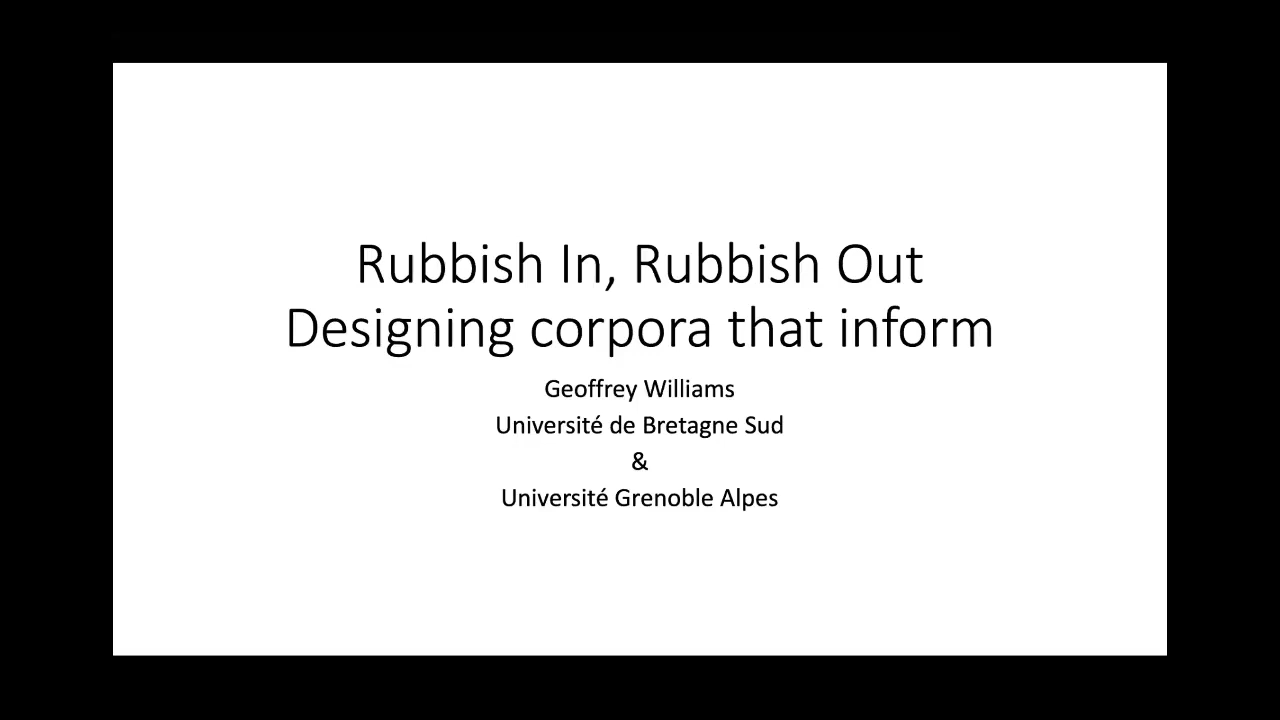 Rubbish In, Rubbish Out
Designing corpora that inform
Geoffrey Williams
Université de Bretagne Sud
&
Université Grenoble Alpes